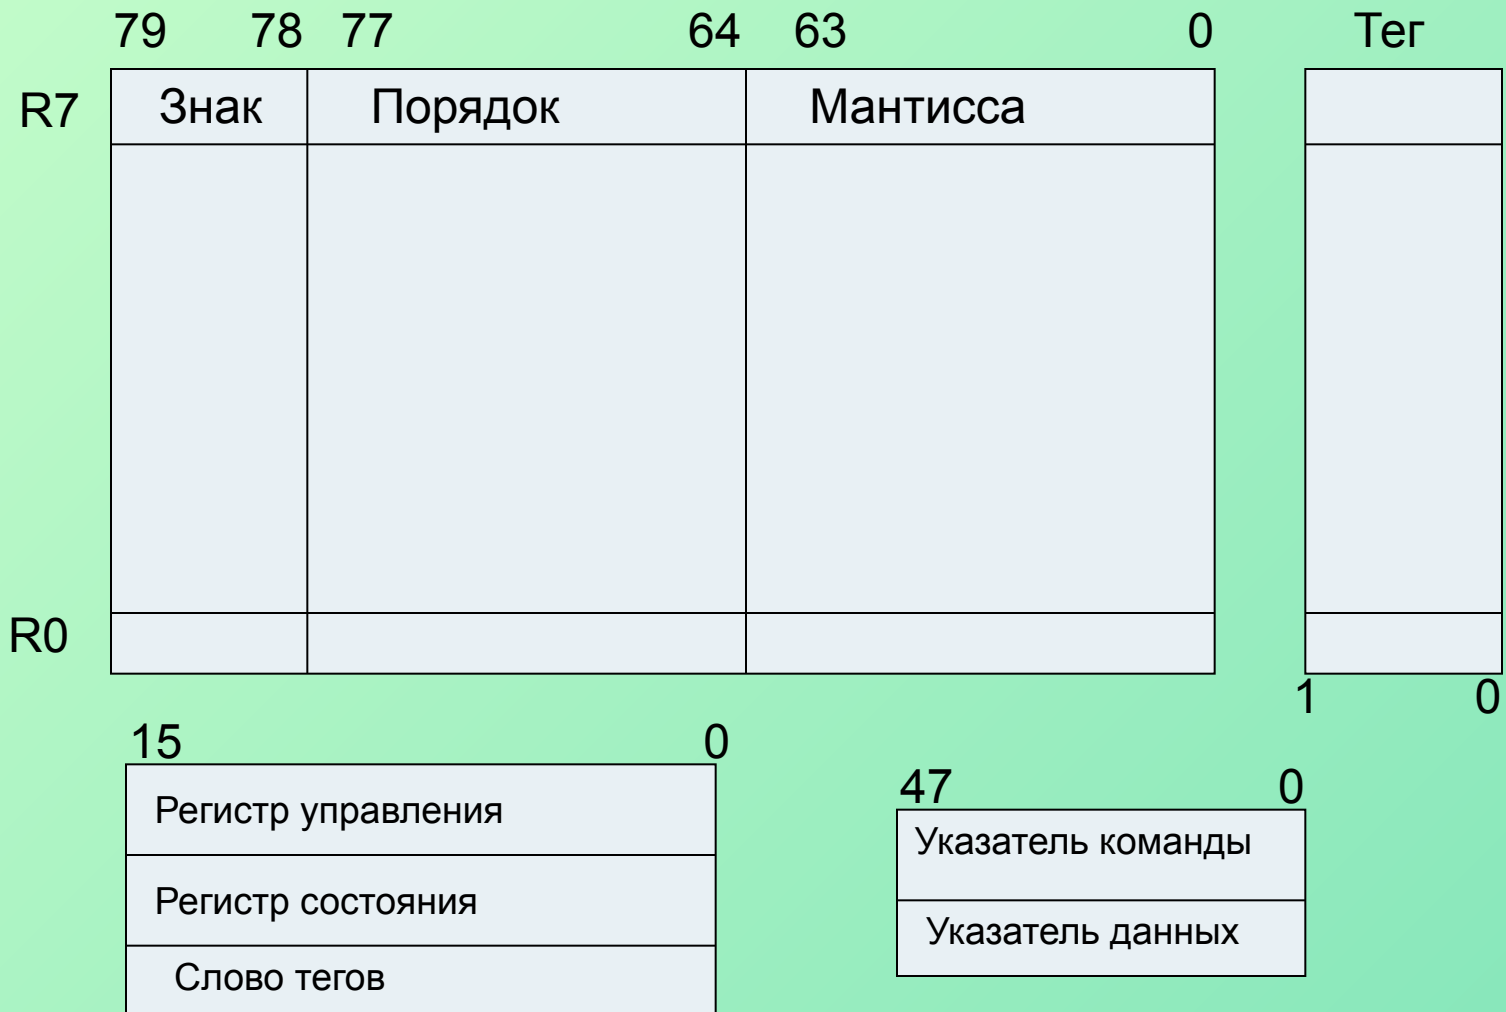 79 78 77 64 63 0 Тег
R7 Знак Порядок Мантисса
R0
1 0
15 0
Регистр управления
Регистр состояния
Слово тегов
47 0
Указатель команды
Указатель данных